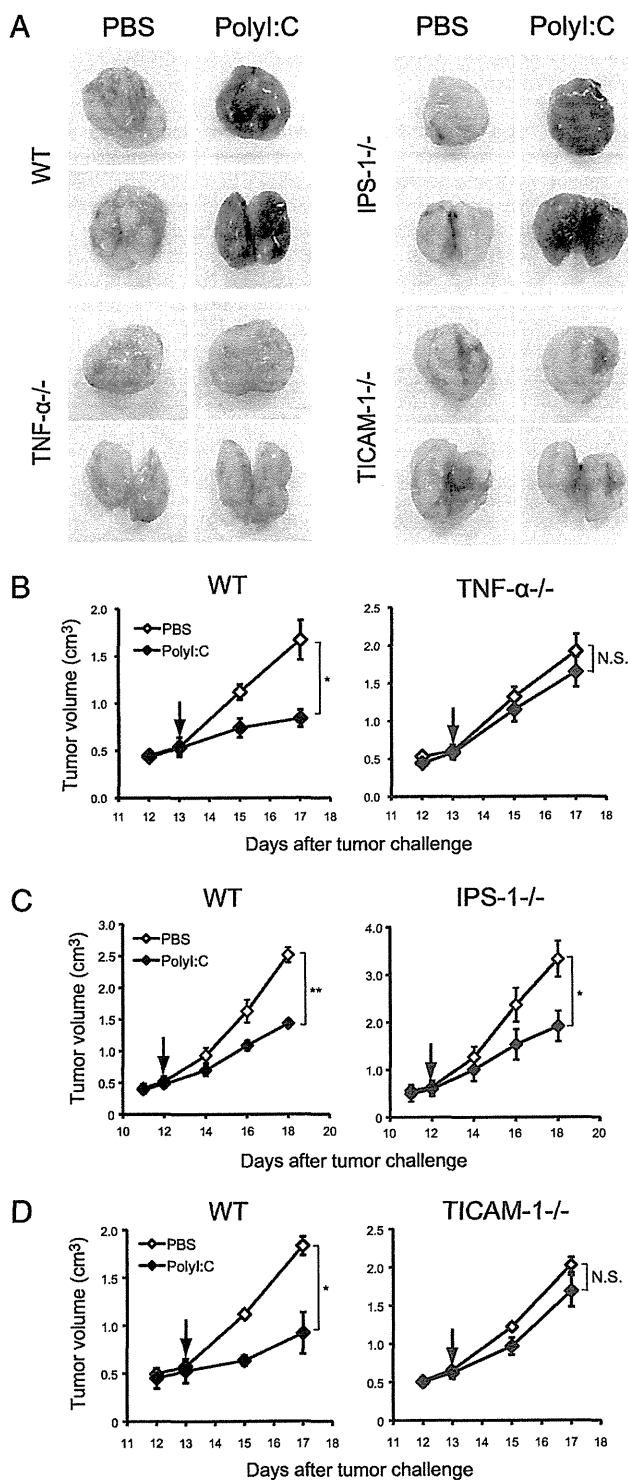 A
PBS PolyI:C PBS PolyI:C
WT
IPS-1-/-
TNF-α-/-
TICAM-1-/-
B
WT TNF-α-/-
Tumor volume (cm³)
2.0
1.5
1.0
0.5
0.0
PBS
PolyI:C
*
11 12 13 14 15 16 17 18
2.5
2.0
1.5
1.0
0.5
0
N.S.
11 12 13 14 15 16 17 18
Days after tumor challenge
C
WT IPS-1-/-
Tumor volume (cm³)
3.0
2.5
2.0
1.5
1.0
0.5
0
PBS
PolyI:C
**
10 12 14 16 18 20
4.0
3.0
2.0
1.0
0
*
10 12 14 16 18 20
Days after tumor challenge
D
WT TICAM-1-/-
Tumor volume (cm³)
2.0
1.5
1.0
0.5
0
PBS
PolyI:C
*
11 12 13 14 15 16 17 18
2.5
2.0
1.5
1.0
0.5
0
N.S.
11 12 13 14 15 16 17 18
Days after tumor challenge